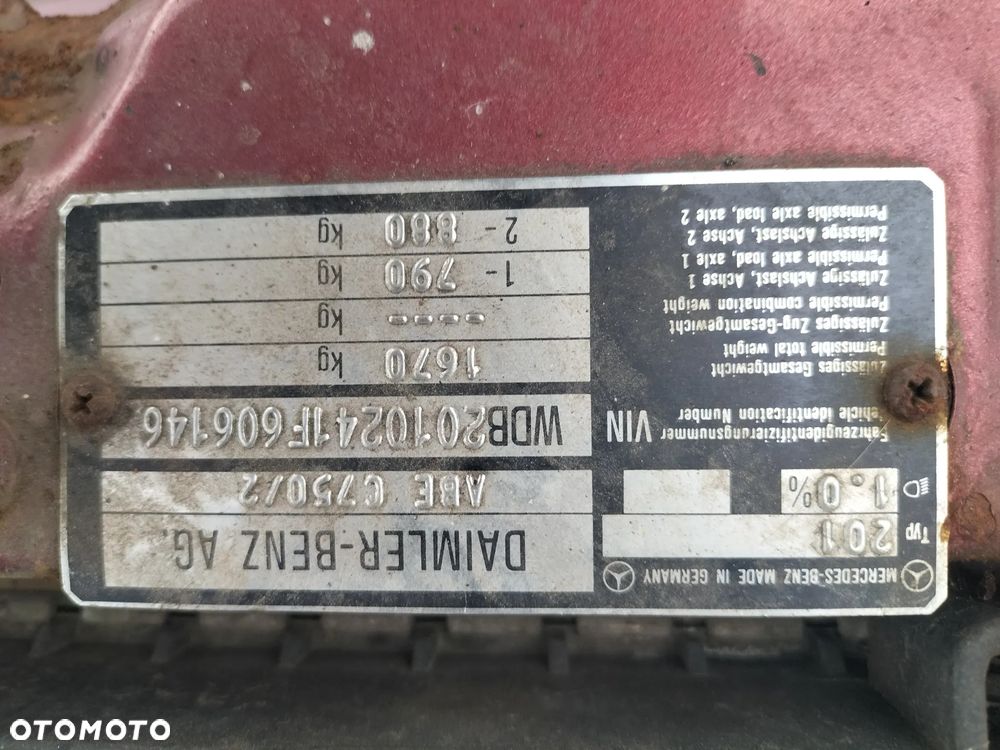 MERCEDES-BENZ MADE IN GERMANY
Typ 201
1.0%
DAIMLER-BENZ AG.
ABE C750/2
Fahrzeugidentifizierungsnummer
Vehicle identification Number
VIN
WDB2010241F606146
Zulässiges Gesamtgewicht
Permissible total weight
1670 kg
Zulässiges Zug-Gesamtgewicht
Permissible combination weight
---- kg
Zulässige Achslast, Achse 1
Permissible axle load, axle 1
1- 790 kg
Zulässige Achslast, Achse 2
Permissible axle load, axle 2
2- 880 kg
OTOMOTO